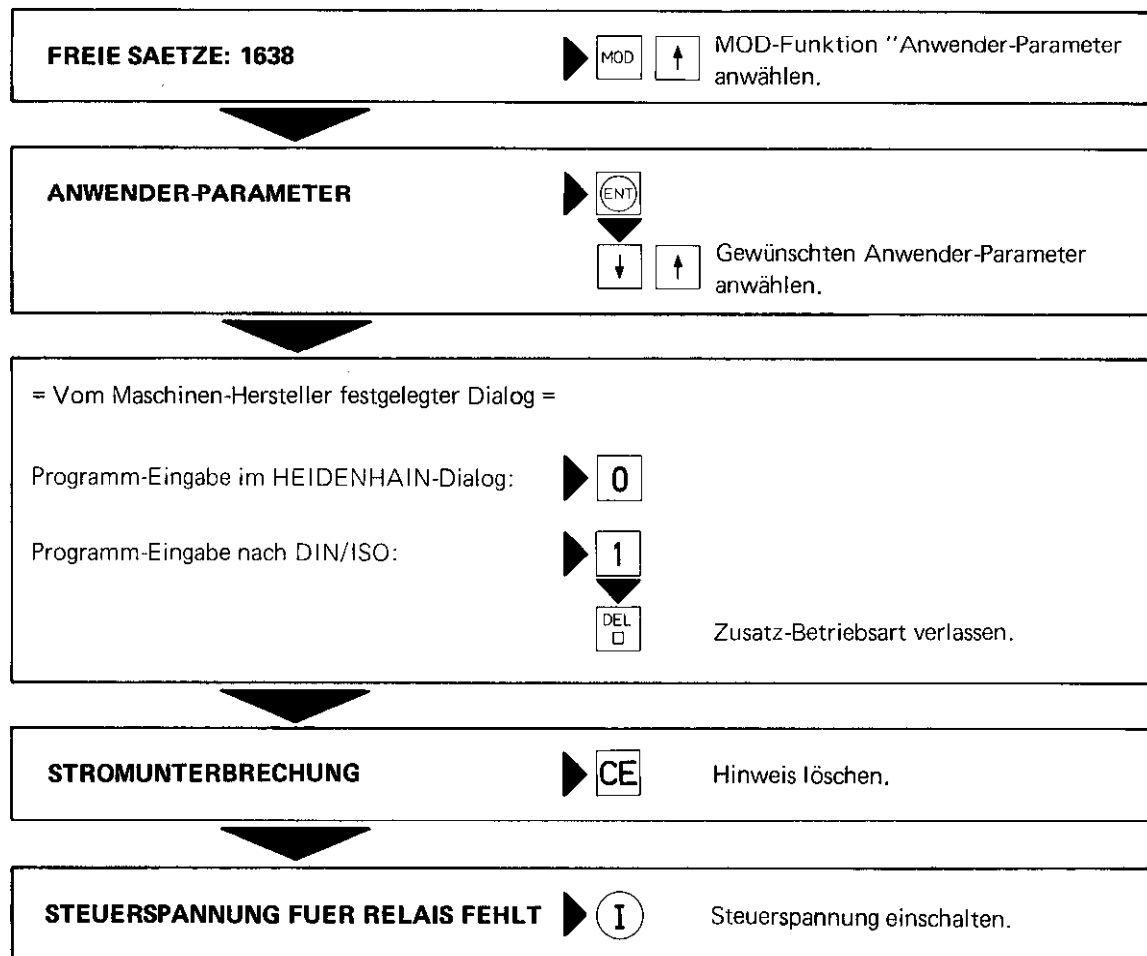 FREIE SAETZE: 1638
MOD ↑ MOD-Funktion "Anwender-Parameter
anwählen.
ANWENDER-PARAMETER
ENT
↓ ↑ Gewünschten Anwender-Parameter
anwählen.
= Vom Maschinen-Hersteller festgelegter Dialog =
Programm-Eingabe im HEIDENHAIN-Dialog: 0
Programm-Eingabe nach DIN/ISO: 1
DEL □ Zusatz-Betriebsart verlassen.
STROMUNTERBRECHUNG CE Hinweis löschen.
STEUERSPANNUNG FUER RELAIS FEHLT I Steuerspannung einschalten.